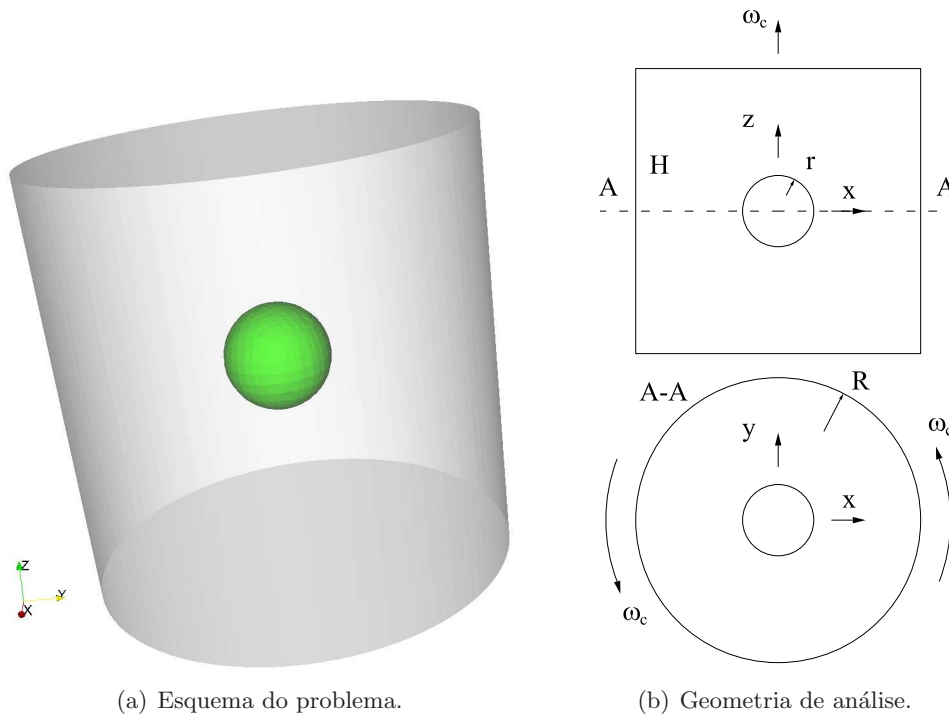 ω_c
z
r
H
A
x
A
A-A
R
y
ω_c
x
ω_c
Z
Y
X
(a) Esquema do problema.
(b) Geometria de análise.